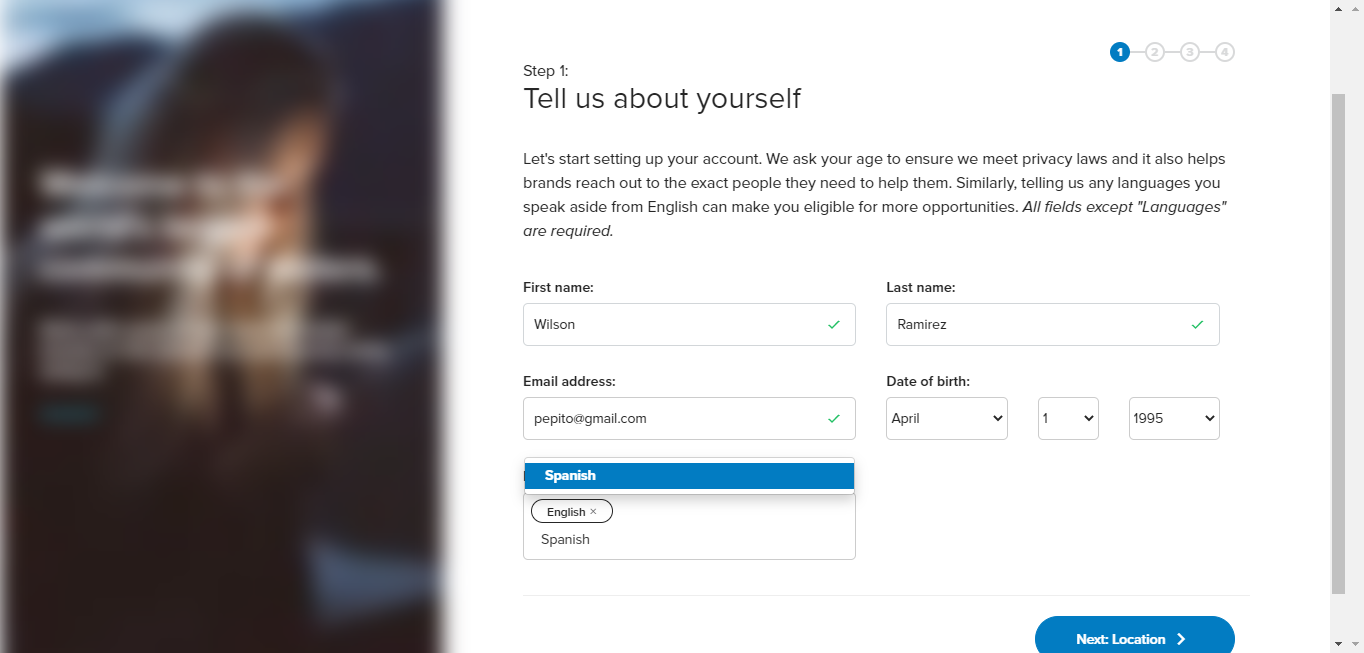 1 2 3 4
Step 1:
Tell us about yourself
Let's start setting up your account. We ask your age to ensure we meet privacy laws and it also helps
brands reach out to the exact people they need to help them. Similarly, telling us any languages you
speak aside from English can make you eligible for more opportunities. All fields except "Languages"
are required.
First name: Last name:
Wilson Ramirez
Email address: Date of birth:
pepito@gmail.com April 1 1995
Spanish
English ×
Spanish
Next: Location